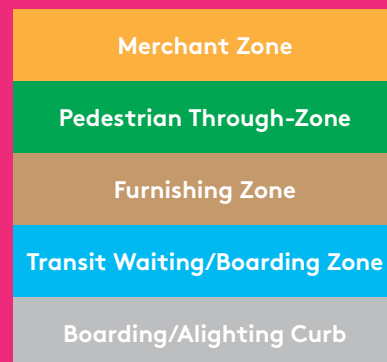 Merchant Zone
Pedestrian Through-Zone
Furnishing Zone
Transit Waiting/Boarding Zone
Boarding/Alighting Curb